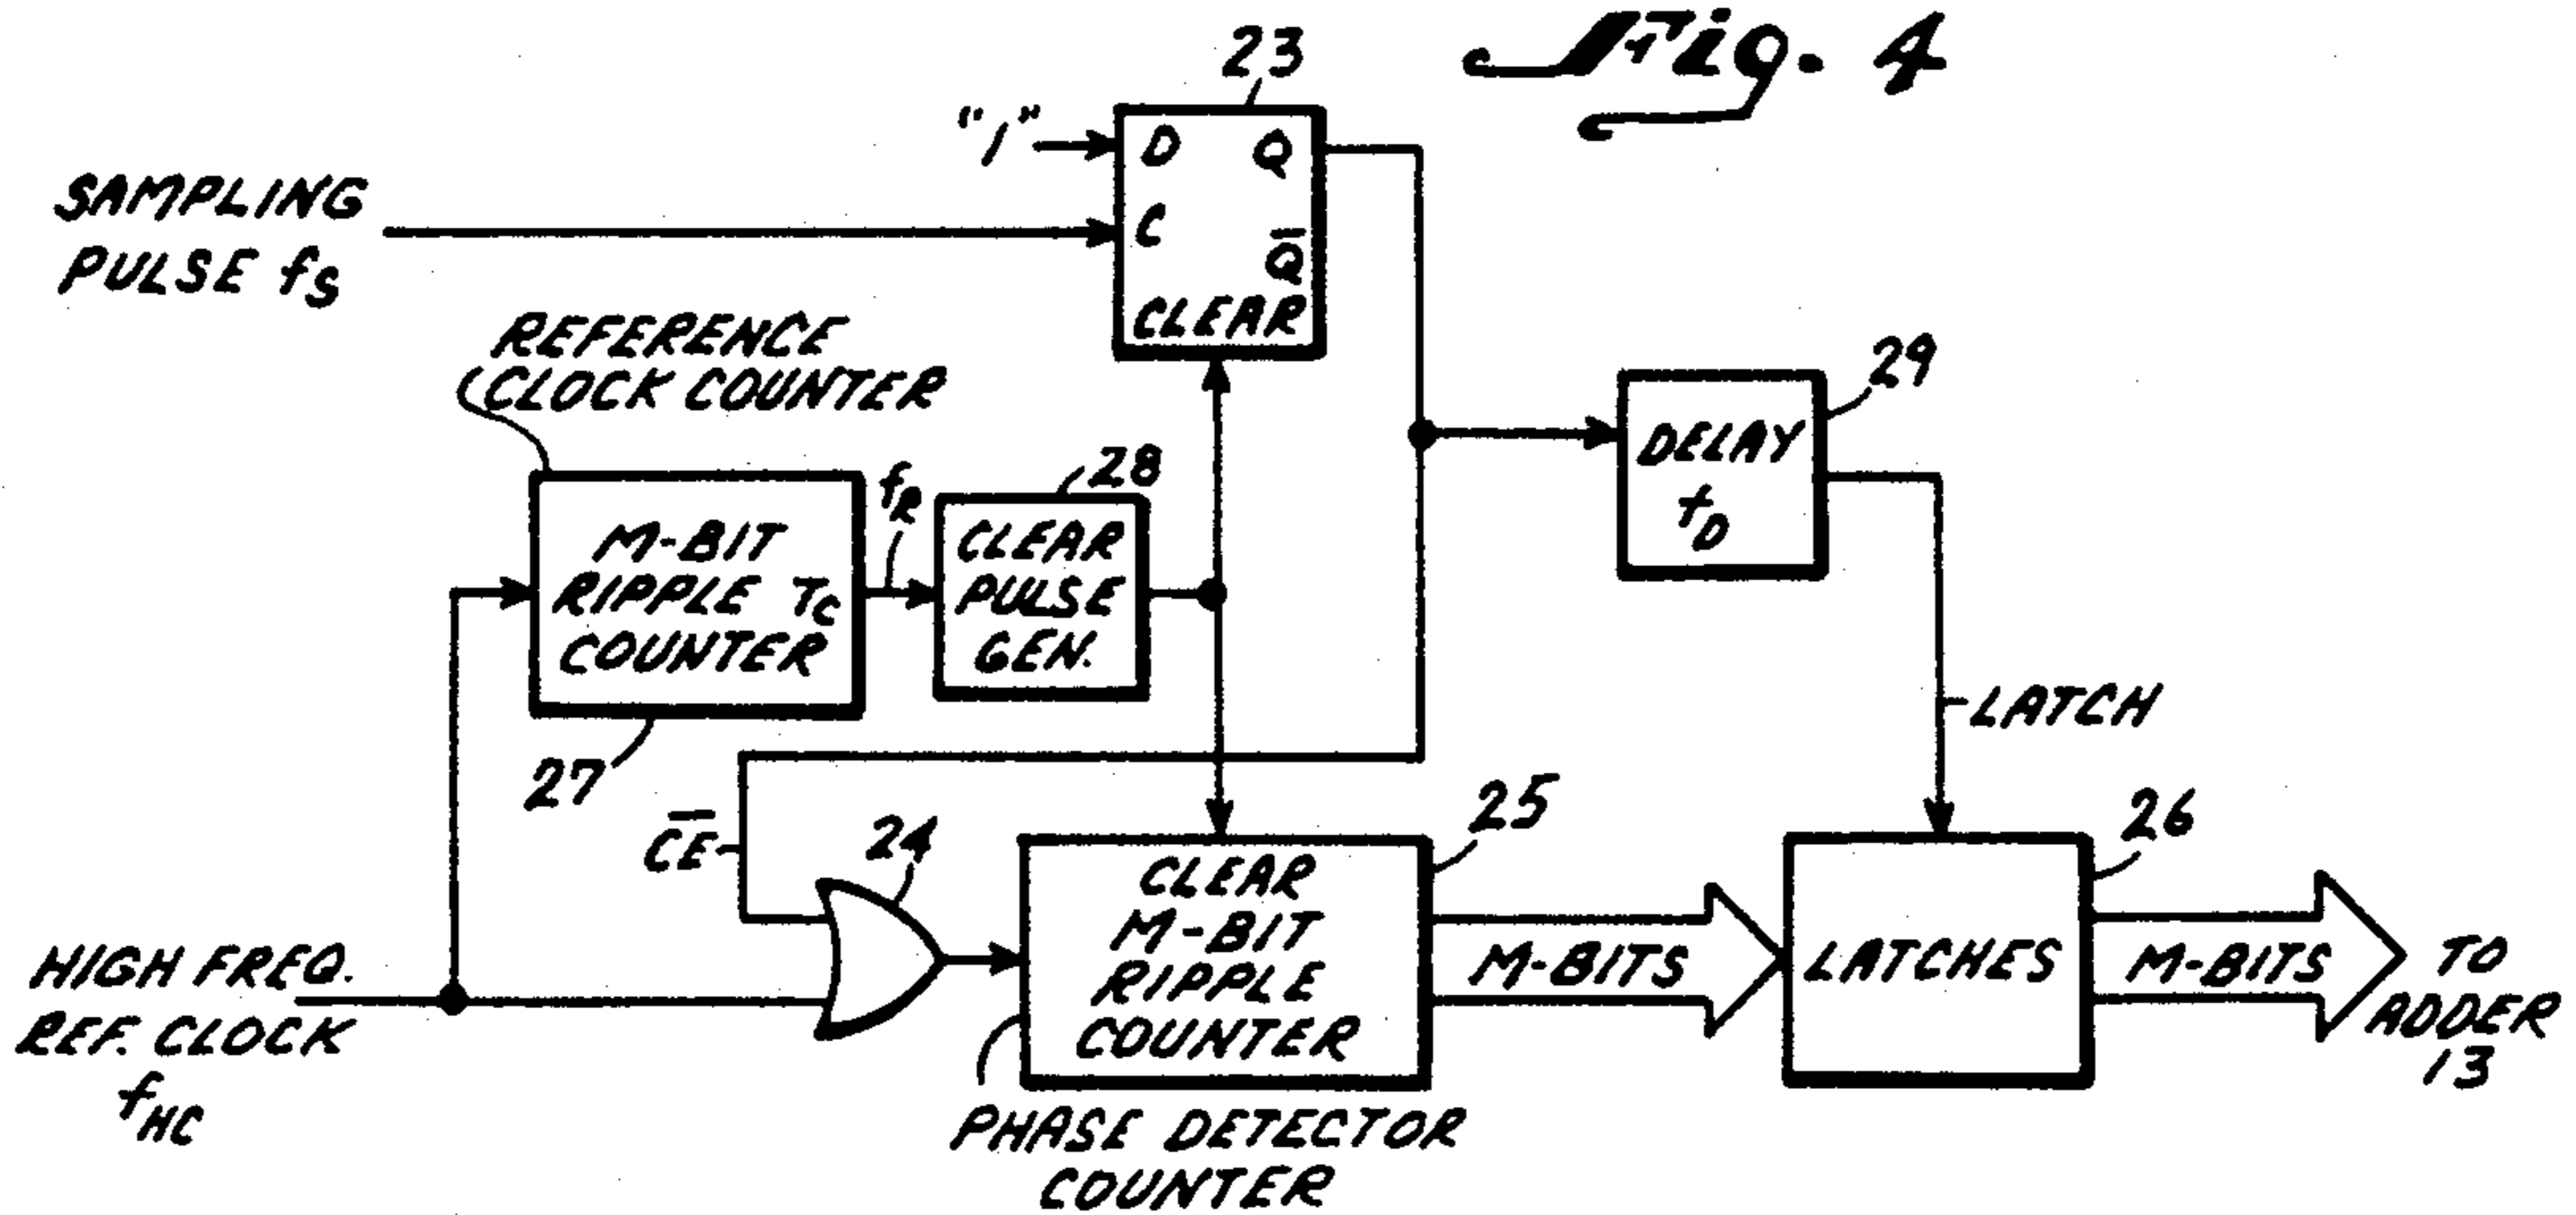 Fig. 4
23
"1"
D Q
C
Q̅
CLEAR
SAMPLING
PULSE fS
REFERENCE
CLOCK COUNTER
M-BIT
RIPPLE TC
COUNTER
27
fR
28
CLEAR
PULSE
GEN.
29
DELAY
tD
LATCH
C̅E̅
24
25
CLEAR
M-BIT
RIPPLE
COUNTER
PHASE DETECTOR
COUNTER
M-BITS
26
LATCHES
M-BITS
TO
ADDER
13
HIGH FREQ.
REF. CLOCK
fHC